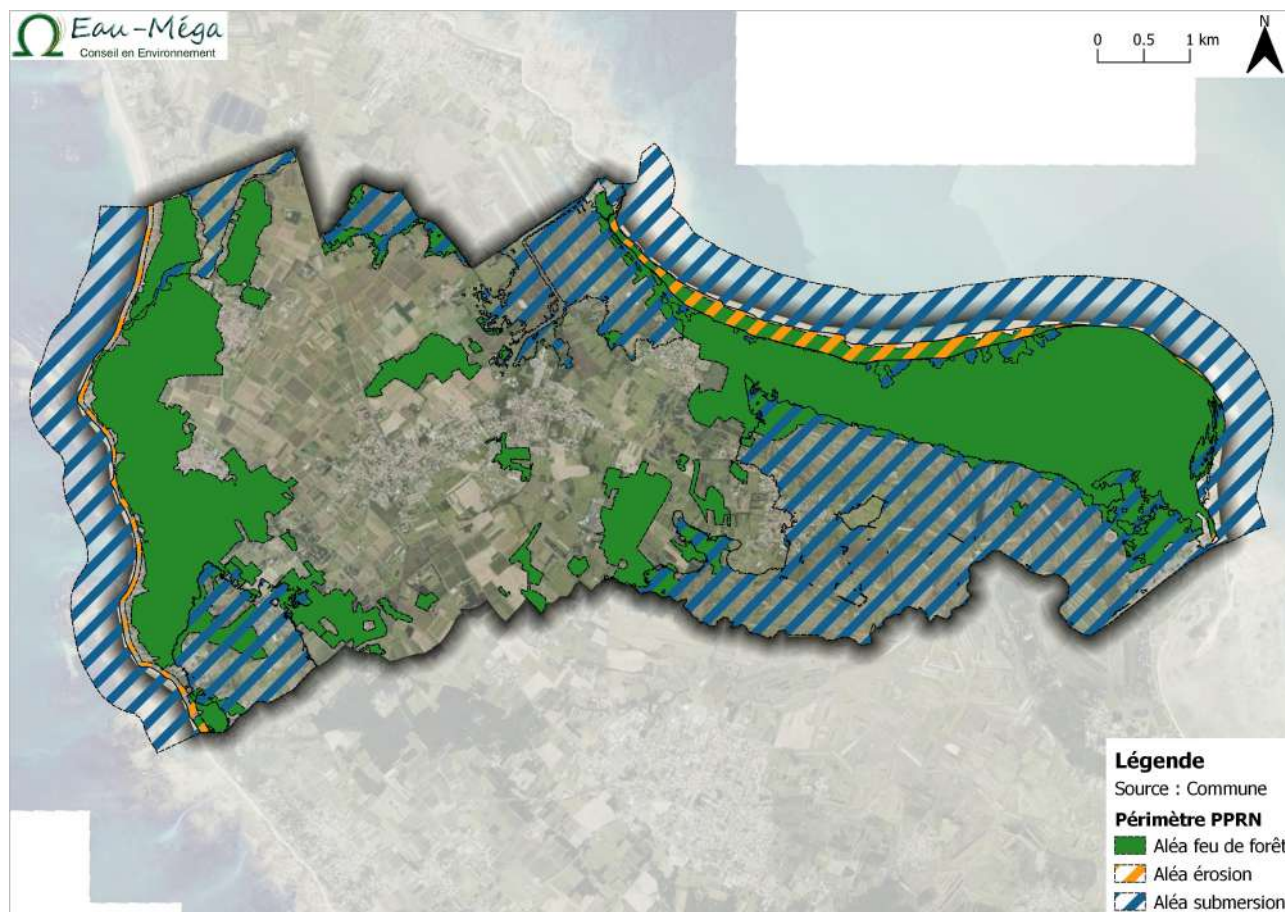 Eau-Méga
Conseil en Environnement
0 0.5 1 km
N
Légende
Source : Commune
Périmètre PPRN
Aléa feu de forêt
Aléa érosion
Aléa submersion